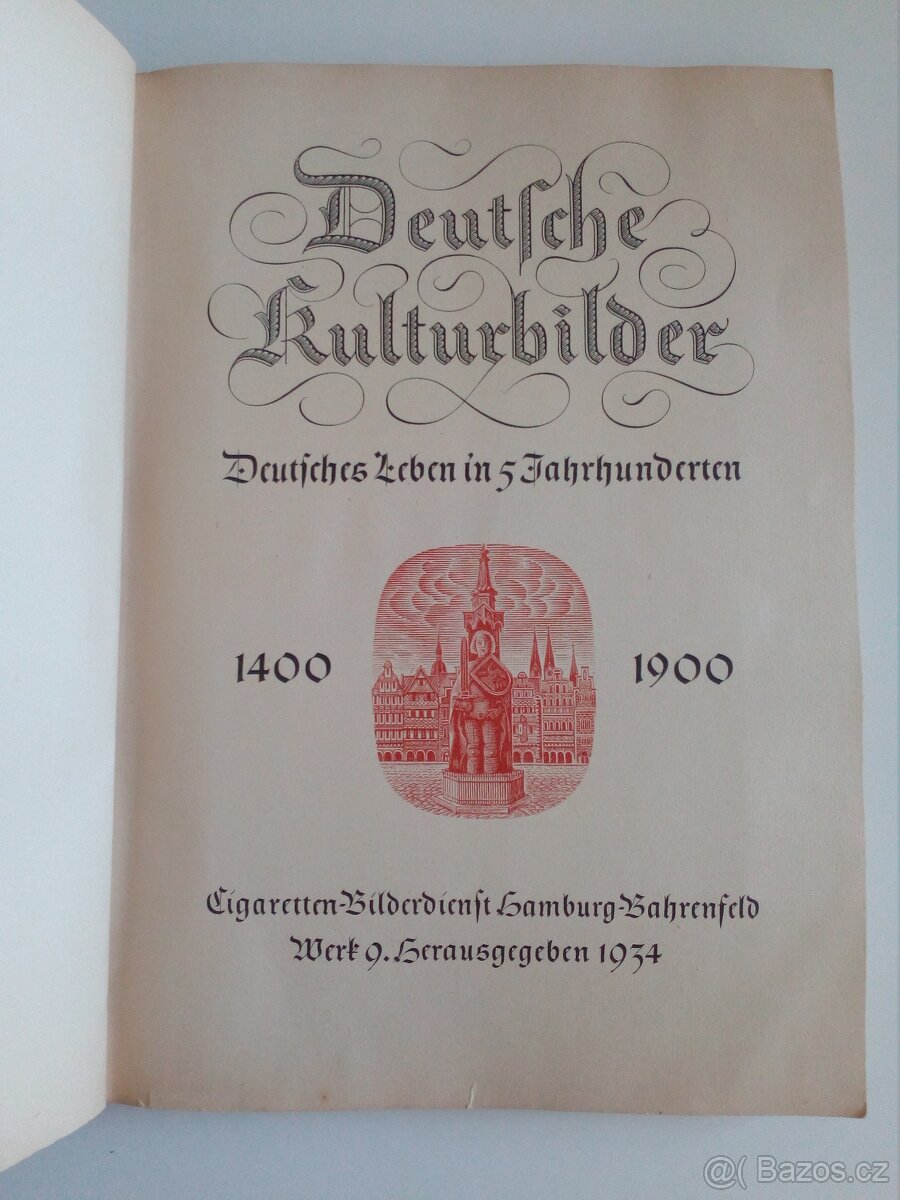 Deutſche
Kulturbilder
Deutſches Leben in 5 Jahrhunderten
1400 1900
Cigaretten-Bilderdienſt Hamburg-Bahrenfeld
Werk 9. Herausgegeben 1934
@( Bazos.cz